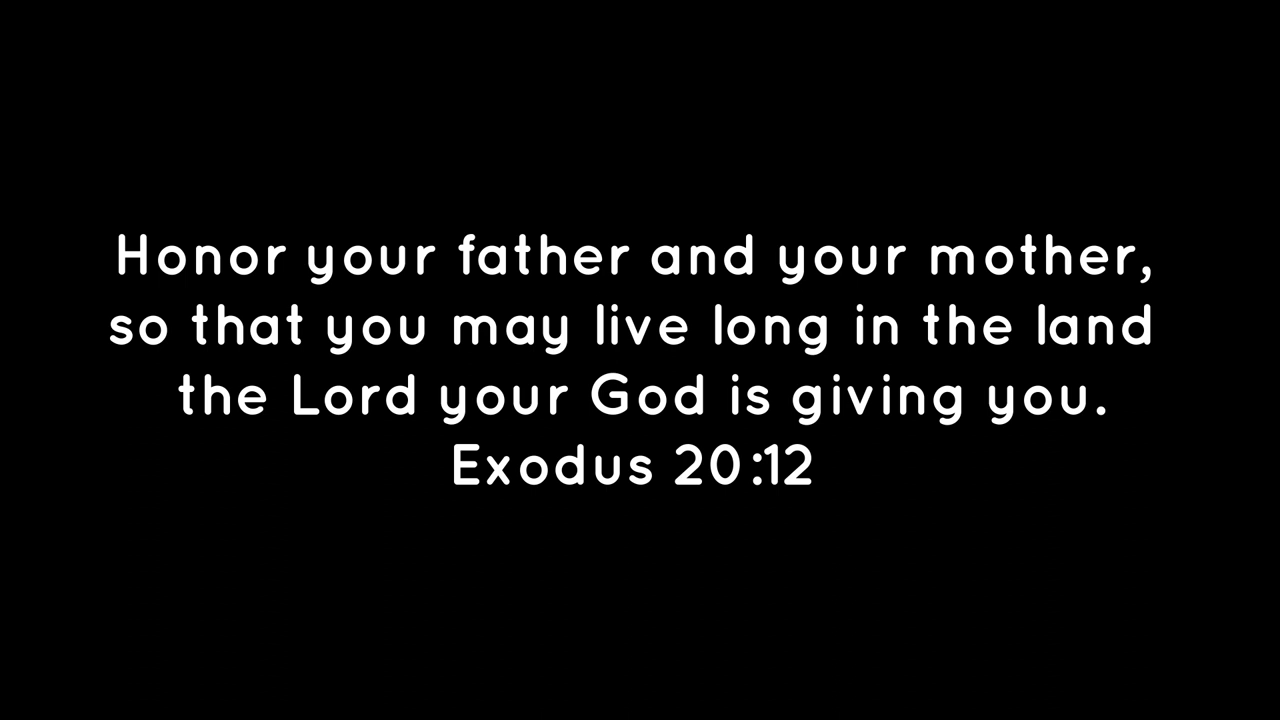 Honor your father and your mother,
so that you may live long in the land
the Lord your God is giving you.
Exodus 20:12